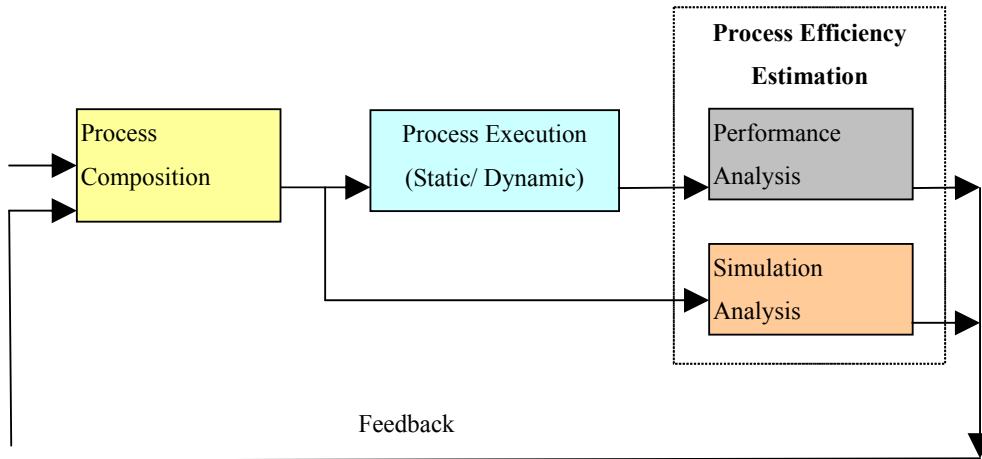 Process Efficiency
Estimation
Process
Composition
Process Execution
(Static/ Dynamic)
Performance
Analysis
Simulation
Analysis
Feedback